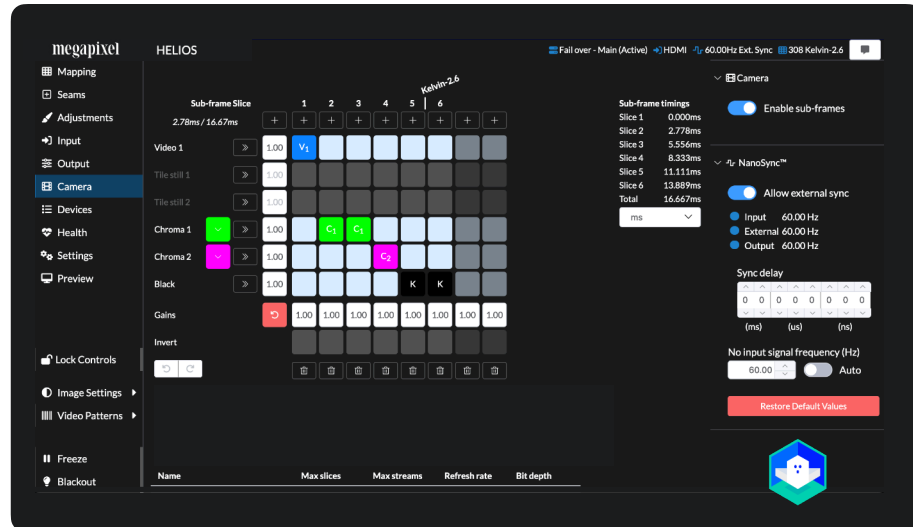 megapixel
HELIOS
Fail over - Main (Active) HDMI 60.00Hz Ext. Sync 308 Kelvin-2.6
Mapping
Seams
Adjustments
Input
Output
Camera
Devices
Health
Settings
Preview
Lock Controls
Image Settings
Video Patterns
Freeze
Blackout
Kelvin-2.6
Sub-frame Slice 1 2 3 4 5 6
2.78ms / 16.67ms + + + + + + + + +
Video 1 1.00 V1
Tile still 1 1.00
Tile still 2 1.00
Chroma 1 1.00 C1 C1
Chroma 2 1.00 C2
Black 1.00 K K
Gains 1.00 1.00 1.00 1.00 1.00 1.00 1.00 1.00
Invert
Name Max slices Max streams Refresh rate Bit depth
Sub-frame timings
Slice 1 0.000ms
Slice 2 2.778ms
Slice 3 5.556ms
Slice 4 8.333ms
Slice 5 11.111ms
Slice 6 13.889ms
Total 16.667ms
ms
Camera
Enable sub-frames
NanoSync™
Allow external sync
Input 60.00 Hz
External 60.00 Hz
Output 60.00 Hz
Sync delay
0 0 0 0 0 0 0
(ms) (us) (ns)
No input signal frequency (Hz)
60.00 Auto
Restore Default Values